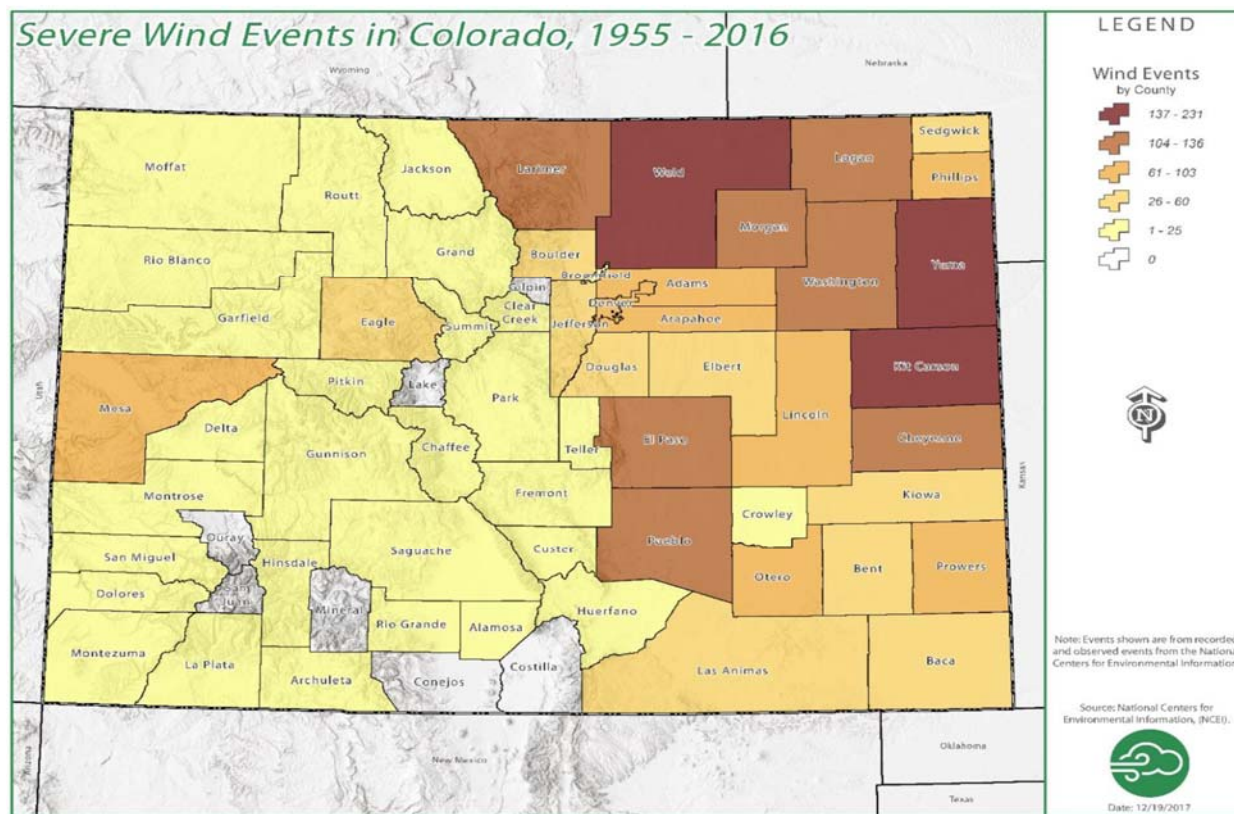 Severe Wind Events in Colorado, 1955 - 2016
Wyoming
Nebraska
LEGEND
Wind Events
by County
137 - 231
104 - 136
61 - 103
26 - 60
1 - 25
0
Moffat
Routt
Jackson
Larimer
Weld
Logan
Sedgwick
Phillips
Morgan
Rio Blanco
Grand
Boulder
Broomfield
Gilpin
Adams
Washington
Yuma
Garfield
Eagle
Summit
Clear
Creek
Denver
Jefferson
Arapahoe
Utah
Mesa
Pitkin
Lake
Park
Douglas
Elbert
Lincoln
Kit Carson
Delta
Gunnison
Chaffee
Teller
El Paso
Cheyenne
Kansas
N
Montrose
Fremont
Crowley
Kiowa
Ouray
San Miguel
Hinsdale
Saguache
Custer
Pueblo
Otero
Bent
Prowers
Dolores
San
Juan
Mineral
Rio Grande
Alamosa
Huerfano
Montezuma
La Plata
Archuleta
Conejos
Costilla
Las Animas
Baca
Note: Events shown are from recorded
and observed events from the National
Centers for Environmental Information
Source: National Centers for
Environmental Information, (NCEI).
Arizona
New Mexico
Oklahoma
Texas
Date: 12/19/2017